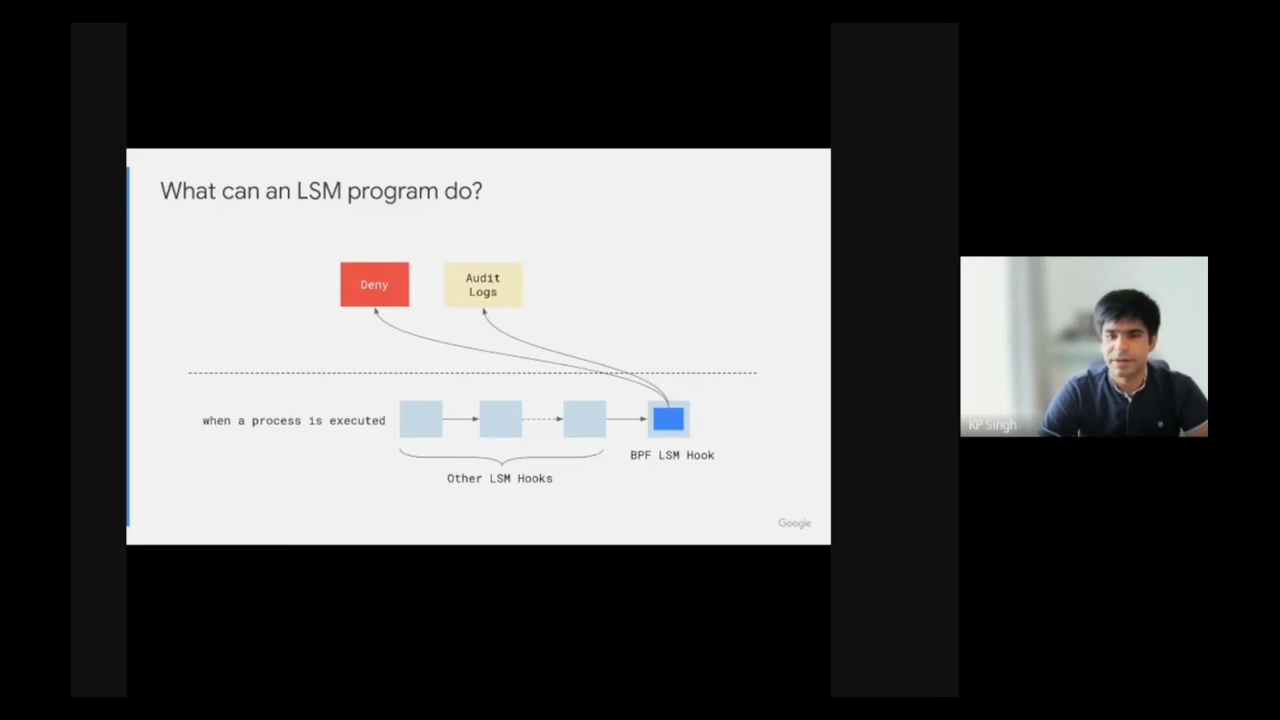 What can an LSM program do?
Deny
Audit
Logs
when a process is executed
BPF LSM Hook
Other LSM Hooks
Google
KP Singh